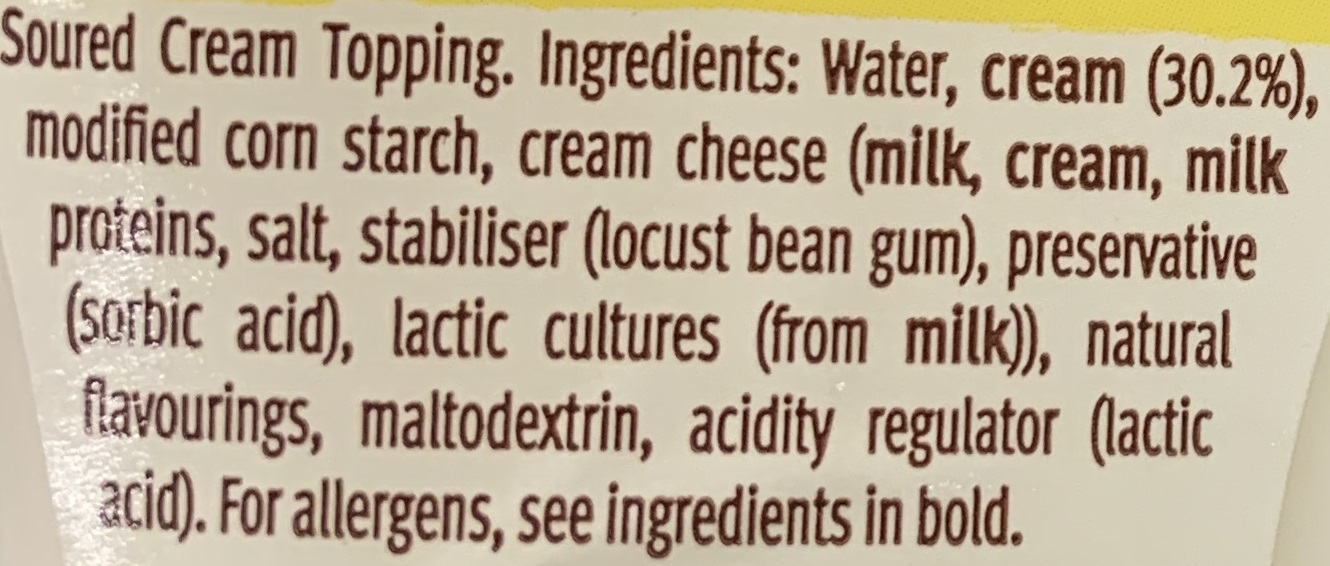 Soured Cream Topping. Ingredients: Water, cream (30.2%),
modified corn starch, cream cheese (milk, cream, milk
proteins, salt, stabiliser (locust bean gum), preservative
(sorbic acid), lactic cultures (from milk)), natural
flavourings, maltodextrin, acidity regulator (lactic
acid). For allergens, see ingredients in bold.